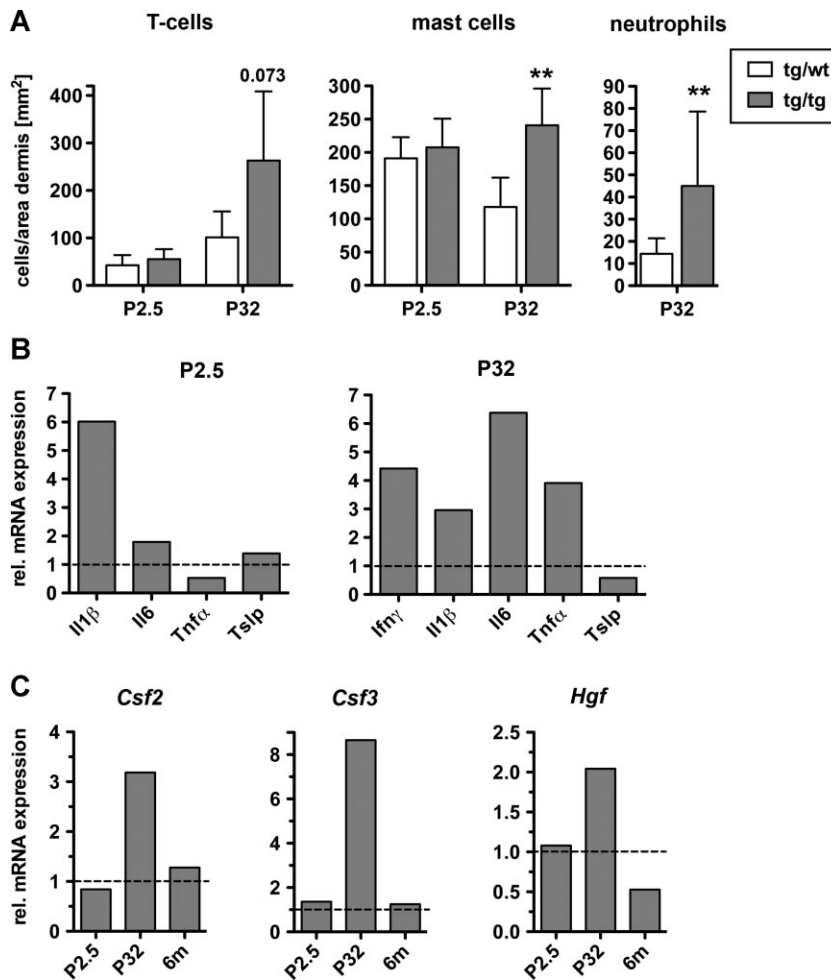 A
T-cells
mast cells
neutrophils
tg/wt
tg/tg
cells/area dermis [mm²]
400
300
200
100
0
0.073
P2.5
P32
300
250
200
150
100
50
0
**
P2.5
P32
90
80
70
60
50
40
30
20
10
0
**
P32
B
P2.5
rel. mRNA expression
7
6
5
4
3
2
1
0
Il1β
Il6
Tnfα
Tslp
P32
7
6
5
4
3
2
1
0
Ifnγ
Il1β
Il6
Tnfα
Tslp
C
Csf2
rel. mRNA expression
4
3
2
1
0
P2.5
P32
6m
Csf3
8
6
4
2
0
P2.5
P32
6m
Hgf
2.5
2.0
1.5
1.0
0.5
0.0
P2.5
P32
6m